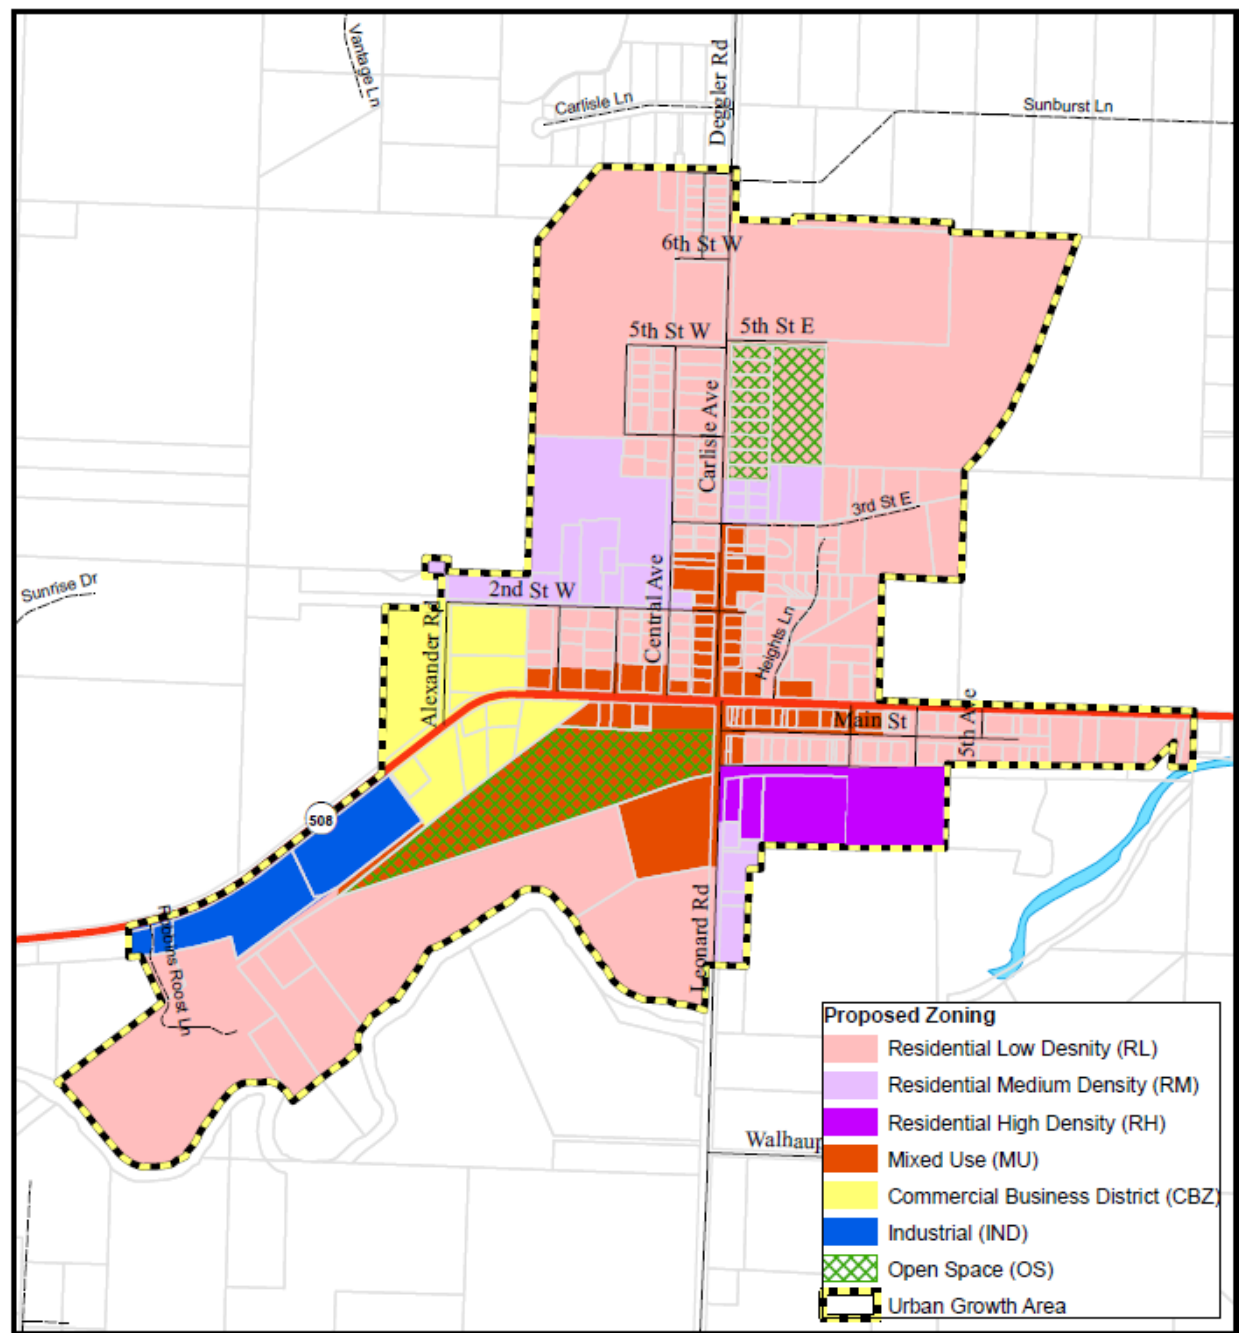 Vantage Ln
Deggler Rd
Carlisle Ln
Sunburst Ln
6th St W
5th St W
5th St E
Carlisle Ave
3rd St E
Sunrise Dr
2nd St W
Central Ave
Heights Ln
Alexander Rd
Main St
5th Ave
508
Robbins Roost Ln
Leonard Rd
Walhaup
Proposed Zoning
Residential Low Desnity (RL)
Residential Medium Density (RM)
Residential High Density (RH)
Mixed Use (MU)
Commercial Business District (CBZ)
Industrial (IND)
Open Space (OS)
Urban Growth Area